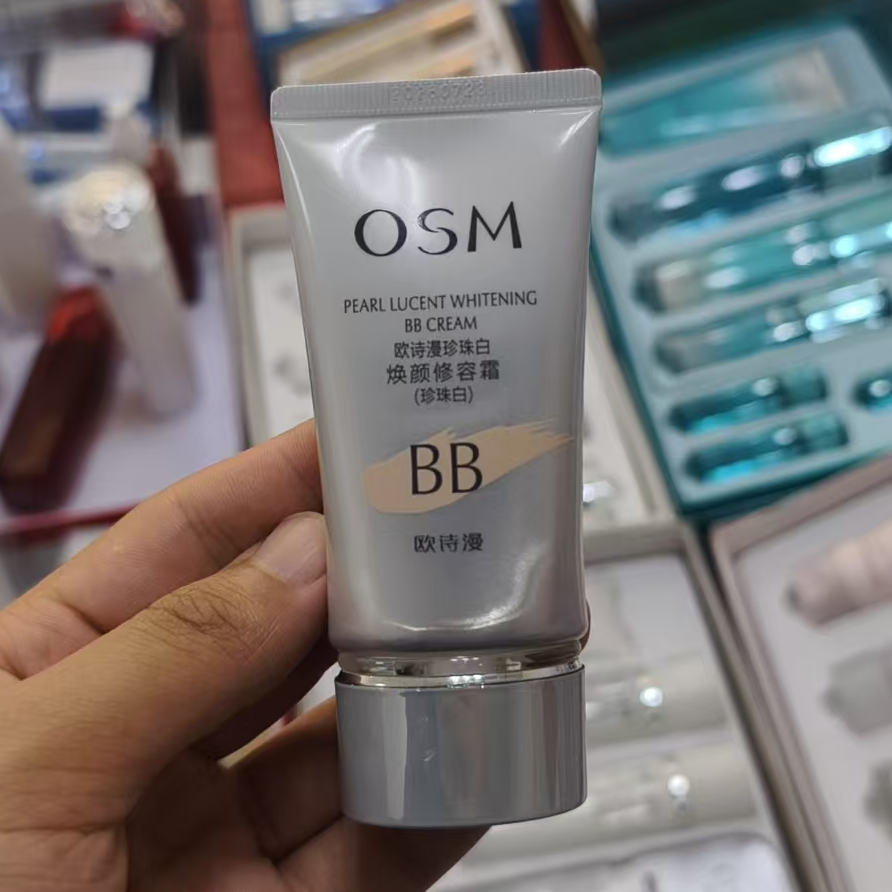 OSM
PEARL LUCENT WHITENING
BB CREAM
欧诗漫珍珠白
焕颜修容霜
(珍珠白)
BB
欧诗漫